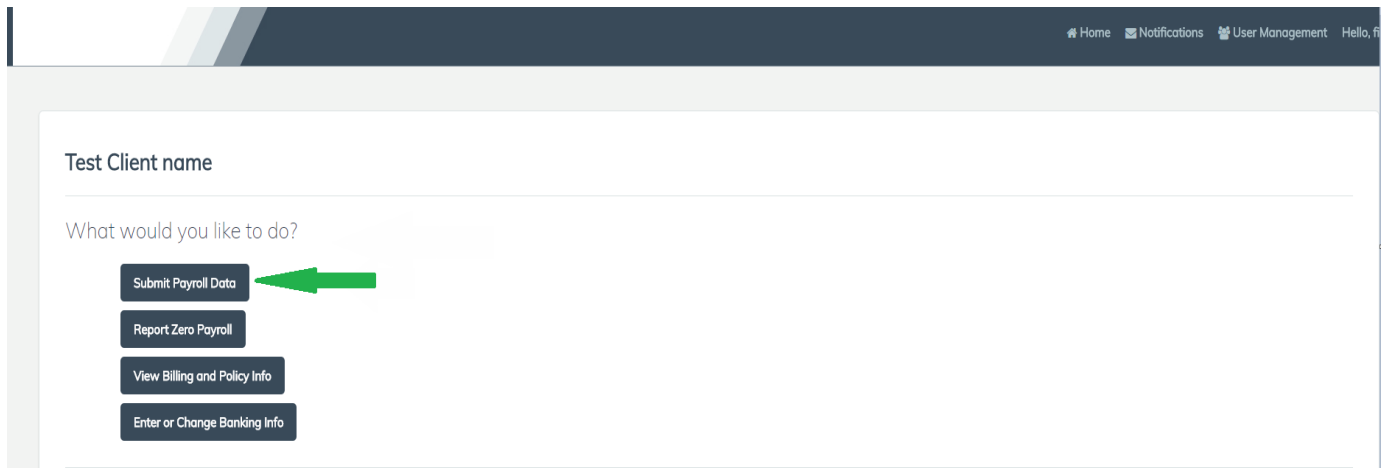 Home Notifications User Management Hello,
Test Client name
What would you like to do?
Submit Payroll Data
Report Zero Payroll
View Billing and Policy Info
Enter or Change Banking Info